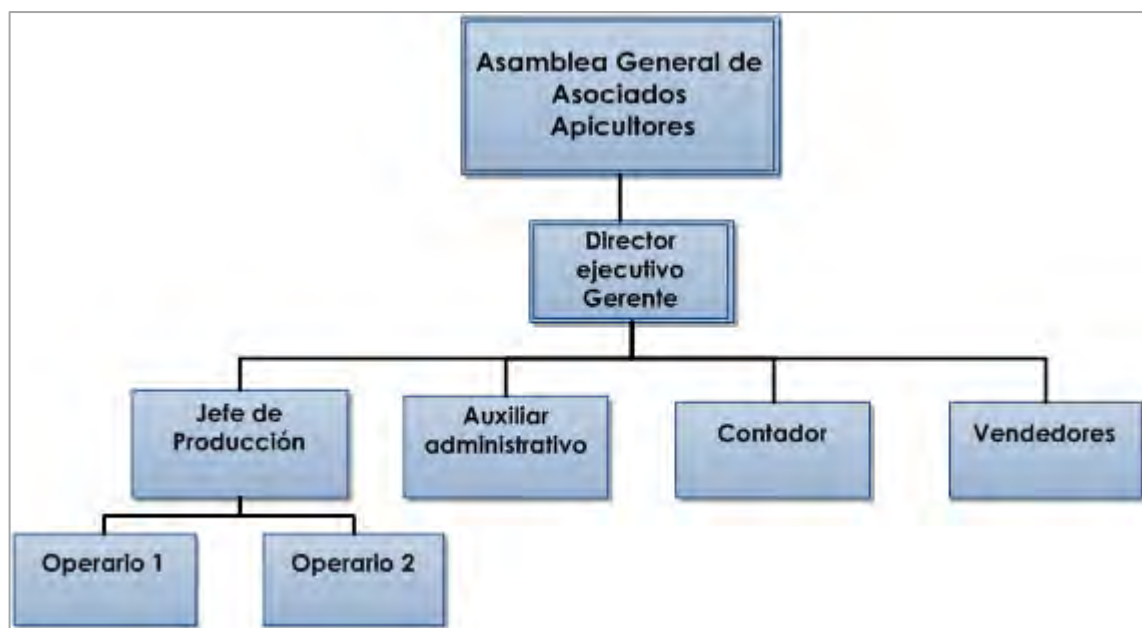 Asamblea General de
Asociados
Apicultores
Director
ejecutivo
Gerente
Jefe de
Producción
Auxiliar
administrativo
Contador
Vendedores
Operario 1
Operario 2